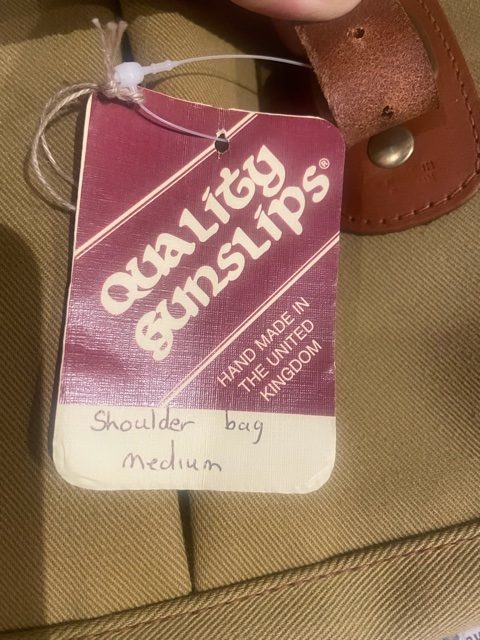 QUALITY
GUNSLIPS®
HAND MADE IN
THE UNITED
KINGDOM
Shoulder bag
medium